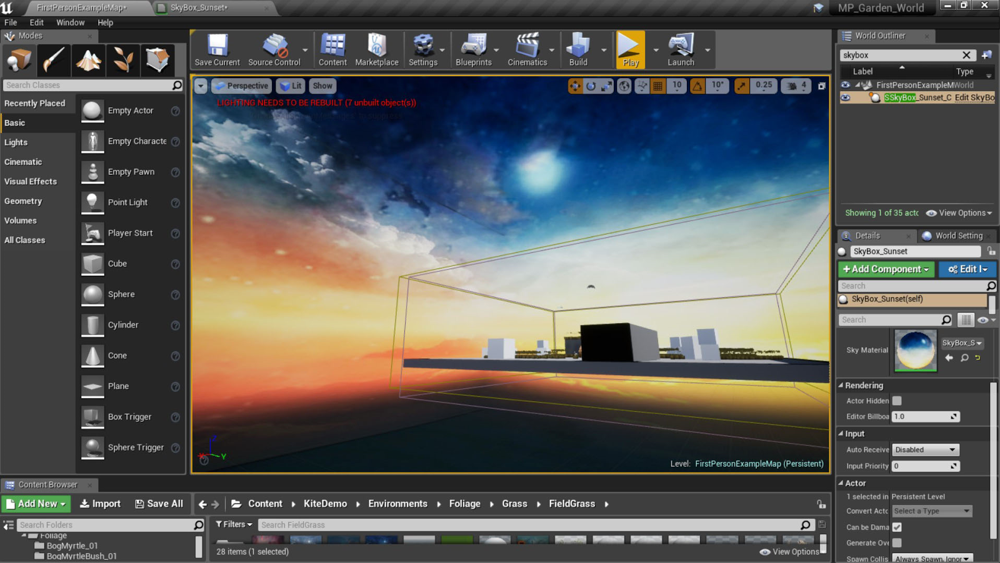 FirstPersonExampleMap*
SkyBox_Sunset*
MP_Garden_World
File Edit Window Help
Modes
World Outliner
Save Current
Source Control
Content
Marketplace
Settings
Blueprints
Cinematics
Build
Play
Launch
skybox
Label
Type
FirstPersonExampleM
World
SSkyBox_Sunset_C
Edit SkyBo
Search Classes
Recently Placed
Basic
Lights
Cinematic
Visual Effects
Geometry
Volumes
All Classes
Empty Actor
Empty Characte
Empty Pawn
Point Light
Player Start
Cube
Sphere
Cylinder
Cone
Plane
Box Trigger
Sphere Trigger
Perspective
Lit
Show
10
10°
0.25
4
LIGHTING NEEDS TO BE REBUILT (7 unbuilt object(s))
Z
X
Y
Level: FirstPersonExampleMap (Persistent)
Showing 1 of 35 actc
View Options
Details
World Setting
SkyBox_Sunset
+Add Component
Edit I
Search
SkyBox_Sunset(self)
Search
Sky Material
SkyBox_S
Rendering
Actor Hidden
Editor Billboa
1.0
Input
Auto Receive
Disabled
Input Priority
0
Actor
1 selected in
Persistent Level
Convert Actc
Select a Type
Can be Dama
Generate Ove
Spawn Collis
Always Spawn, Ignor
Content Browser
Add New
Import
Save All
Content
KiteDemo
Environments
Foliage
Grass
FieldGrass
Search Folders
Filters
Search FieldGrass
Foliage
BogMyrtle_01
BogMyrtleBush_01
28 items (1 selected)
View Options